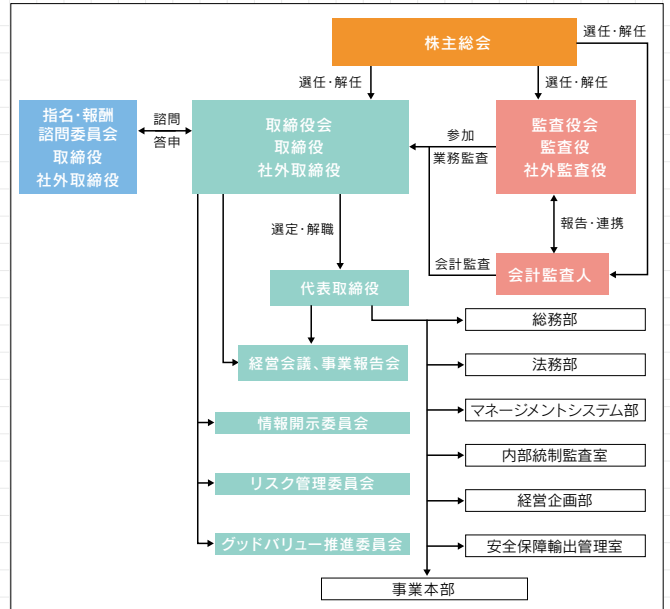 株主総会
選任・解任
選任・解任
選任・解任
指名・報酬
諮問委員会
取締役
社外取締役
諮問
答申
取締役会
取締役
社外取締役
参加
業務監査
監査役会
監査役
社外監査役
選定・解職
報告・連携
会計監査
会計監査人
代表取締役
総務部
経営会議、事業報告会
法務部
マネージメントシステム部
情報開示委員会
内部統制監査室
リスク管理委員会
経営企画部
グッドバリュー推進委員会
安全保障輸出管理室
事業本部